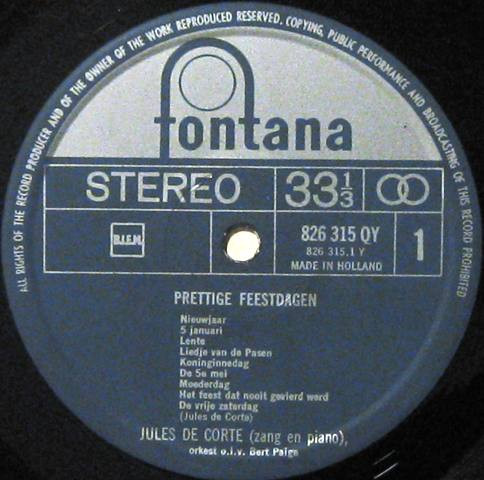 ALL RIGHTS OF THE RECORD PRODUCER AND OF THE OWNER OF THE WORK REPRODUCED RESERVED. COPYING, PUBLIC PERFORMANCE AND BROADCASTING OF THIS RECORD PROHIBITED
fontana
STEREO 33 1/3
B.I.E.M.
826 315 QY
826 315.1 Y
MADE IN HOLLAND
1
PRETTIGE FEESTDAGEN
Nieuwjaar
5 januari
Lente
Liedje van de Pasen
Koninginnedag
De 5e mei
Moederdag
Het feest dat nooit gevierd werd
De vrije zaterdag
(Jules de Corte)
JULES DE CORTE (zang en piano),
orkest o.l.v. Bert Paige